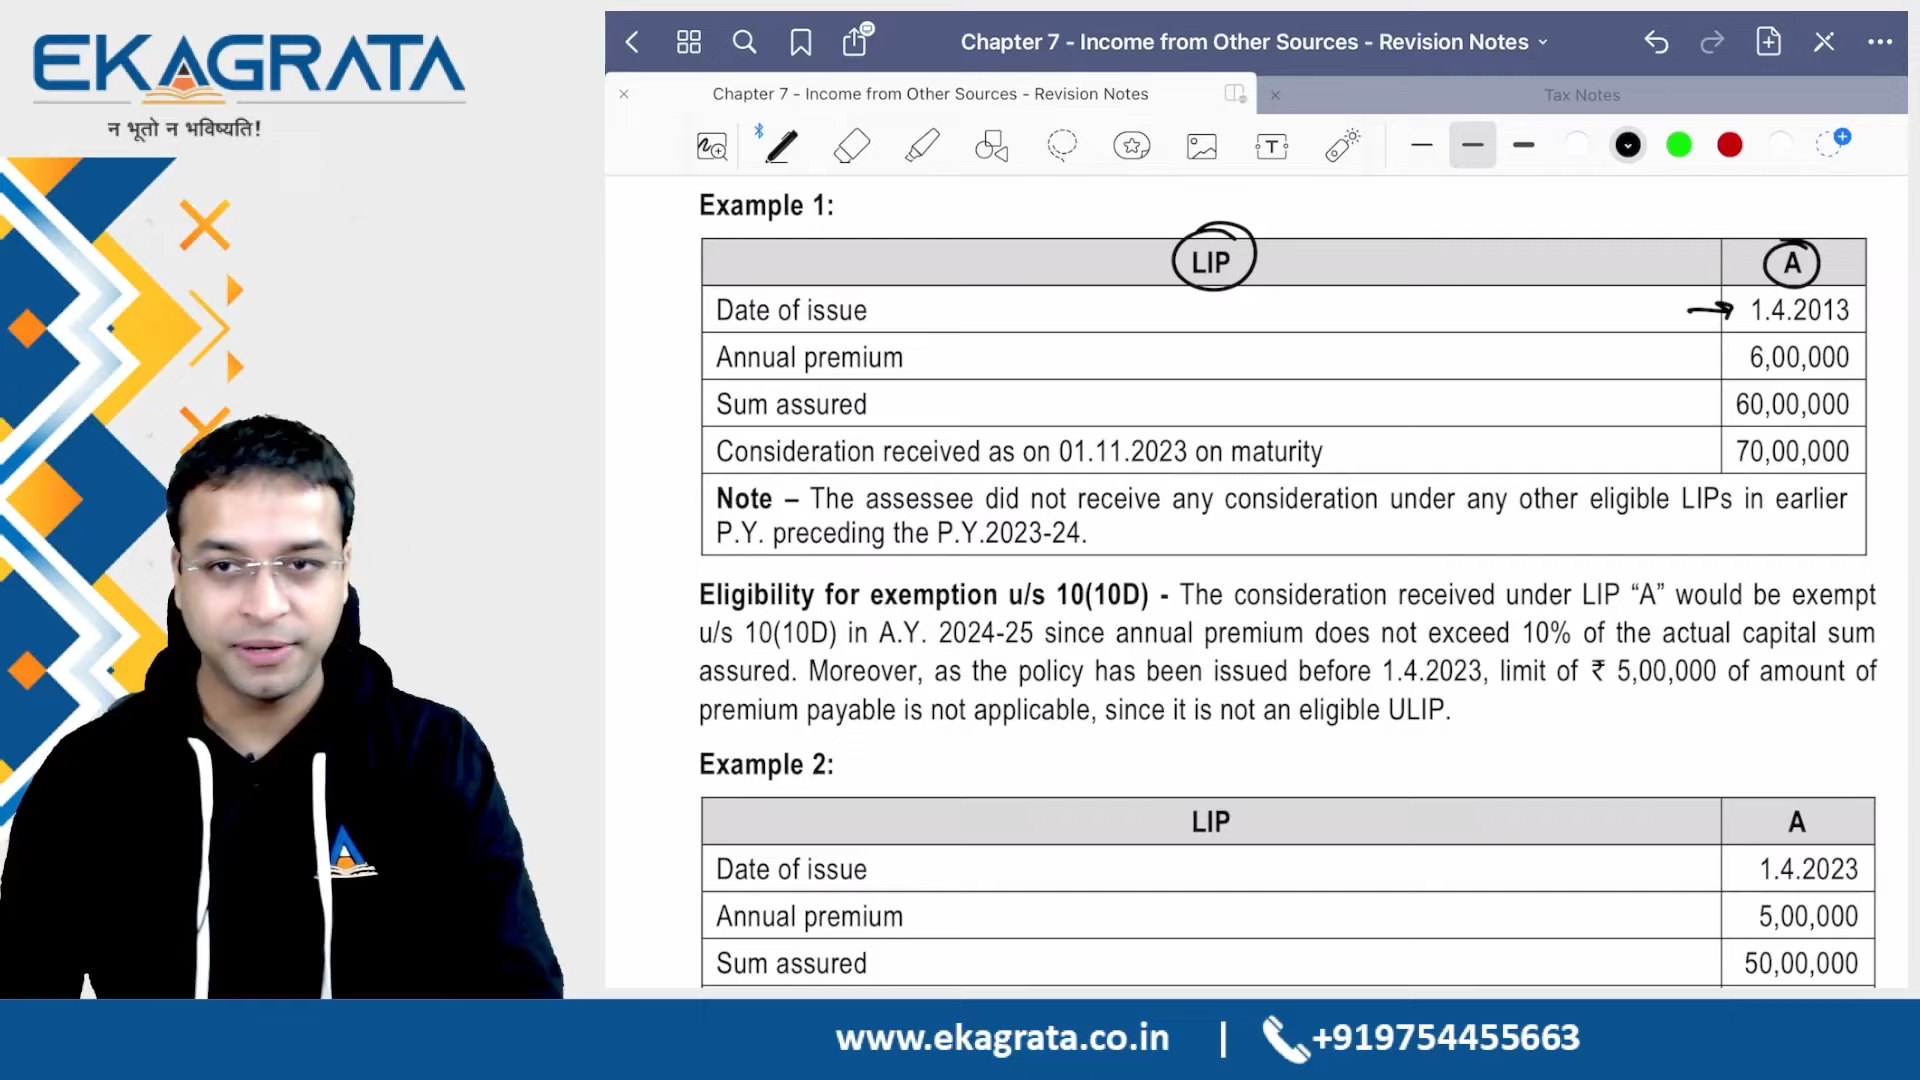 EKAGRATA
न भूतो न भविष्यति!
Chapter 7 - Income from Other Sources - Revision Notes
Chapter 7 - Income from Other Sources - Revision Notes
Tax Notes
Example 1:
LIP A
Date of issue 1.4.2013
Annual premium 6,00,000
Sum assured 60,00,000
Consideration received as on 01.11.2023 on maturity 70,00,000
Note – The assessee did not receive any consideration under any other eligible LIPs in earlier
P.Y. preceding the P.Y.2023-24.
Eligibility for exemption u/s 10(10D) - The consideration received under LIP “A” would be exempt
u/s 10(10D) in A.Y. 2024-25 since annual premium does not exceed 10% of the actual capital sum
assured. Moreover, as the policy has been issued before 1.4.2023, limit of ₹ 5,00,000 of amount of
premium payable is not applicable, since it is not an eligible ULIP.
Example 2:
LIP A
Date of issue 1.4.2023
Annual premium 5,00,000
Sum assured 50,00,000
www.ekagrata.co.in | +919754455663